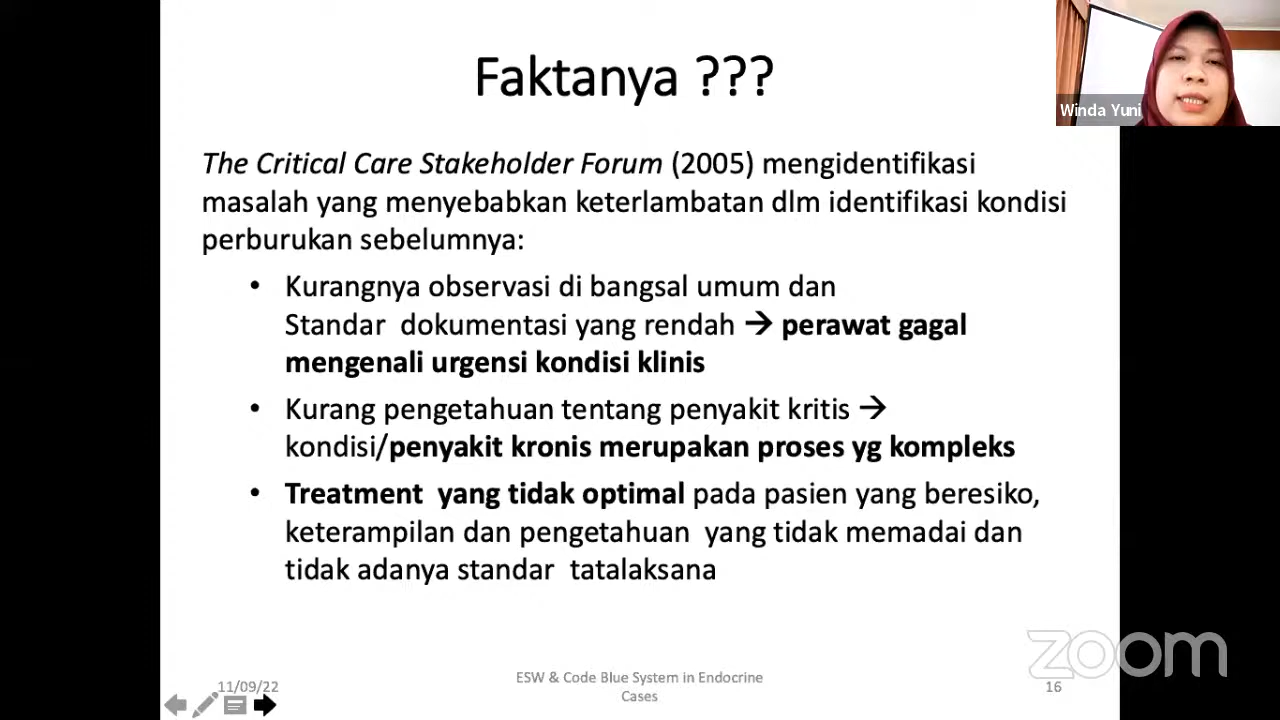 Faktanya ???
Winda Yuni
The Critical Care Stakeholder Forum (2005) mengidentifikasi
masalah yang menyebabkan keterlambatan dlm identifikasi kondisi
perburukan sebelumnya:
• Kurangnya observasi di bangsal umum dan
Standar dokumentasi yang rendah → perawat gagal
mengenali urgensi kondisi klinis
• Kurang pengetahuan tentang penyakit kritis →
kondisi/penyakit kronis merupakan proses yg kompleks
• Treatment yang tidak optimal pada pasien yang beresiko,
keterampilan dan pengetahuan yang tidak memadai dan
tidak adanya standar tatalaksana
zoom
11/09/22
ESW & Code Blue System in Endocrine
Cases
16